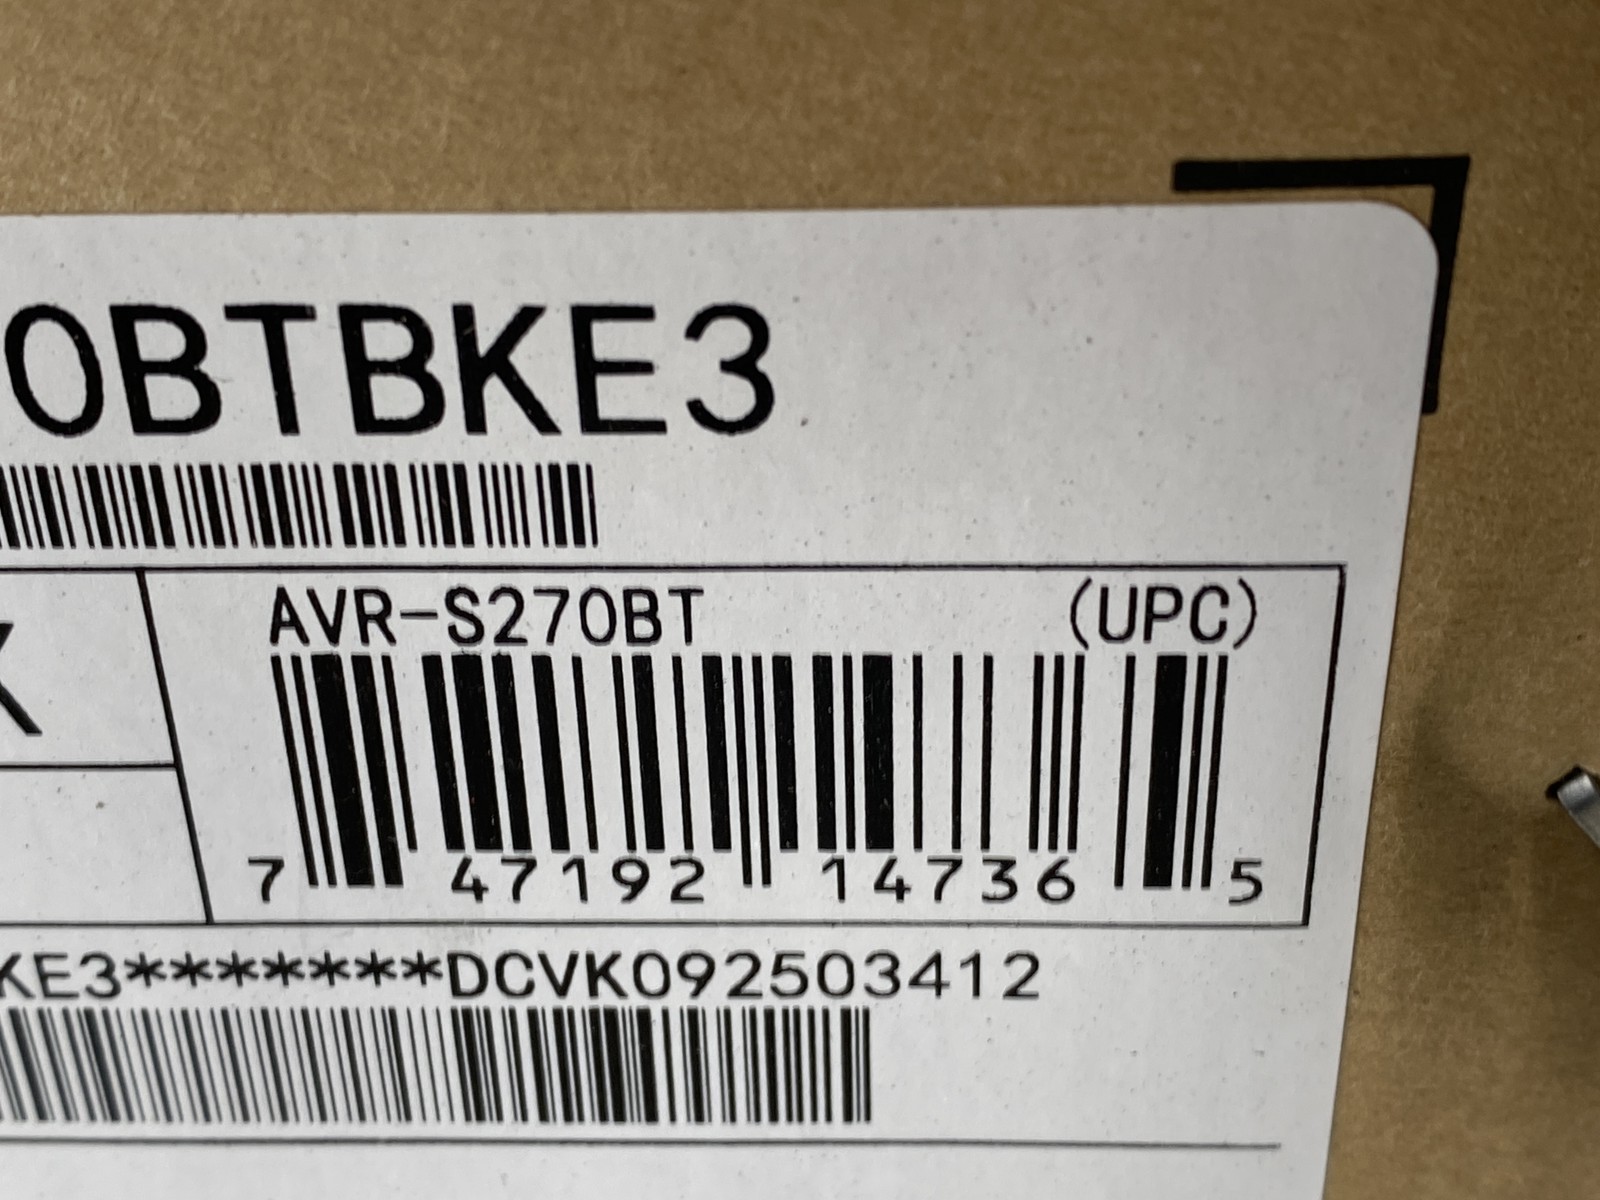 0BTBKE3
AVR-S270BT (UPC)
7 47192 14736 5
KE3*******DCVK092503412